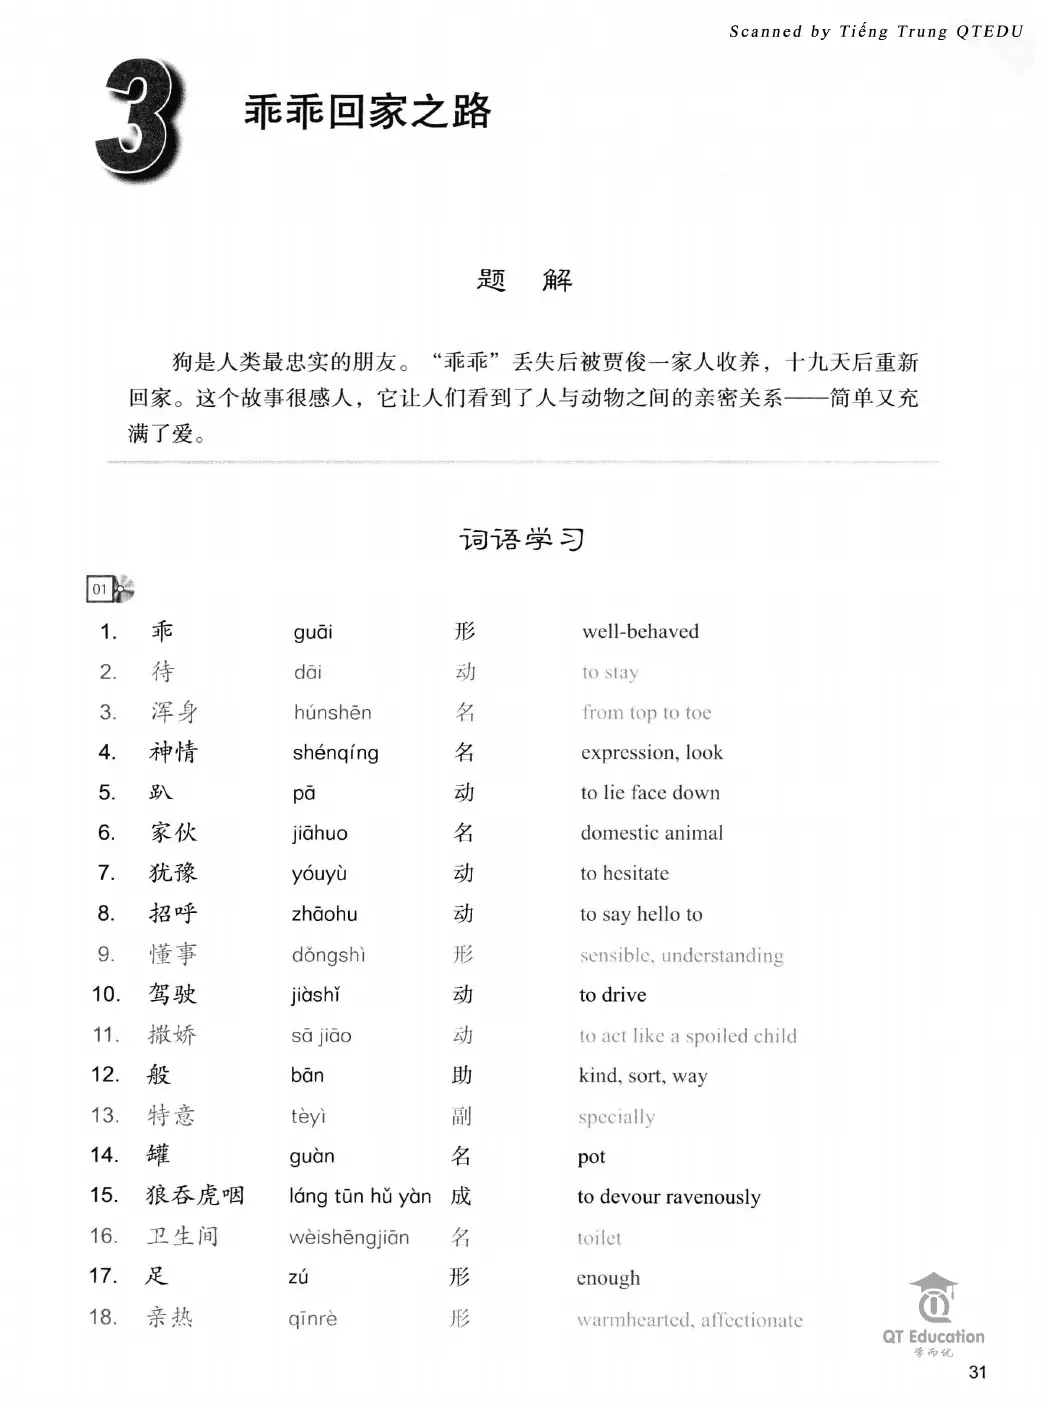 Scanned by Tiếng Trung QTEDU
3 乖乖回家之路
题 解
狗是人类最忠实的朋友。“乖乖”丢失后被贾俊一家人收养，十九天后重新
回家。这个故事很感人，它让人们看到了人与动物之间的亲密关系——简单又充
满了爱。
词语学习
01
1. 乖 guāi 形 well-behaved
2. 待 dāi 动 to stay
3. 浑身 húnshēn 名 from top to toe
4. 神情 shénqíng 名 expression, look
5. 趴 pā 动 to lie face down
6. 家伙 jiāhuo 名 domestic animal
7. 犹豫 yóuyù 动 to hesitate
8. 招呼 zhāohu 动 to say hello to
9. 懂事 dǒngshì 形 sensible, understanding
10. 驾驶 jiàshǐ 动 to drive
11. 撒娇 sā jiāo 动 to act like a spoiled child
12. 般 bān 助 kind, sort, way
13. 特意 tèyì 副 specially
14. 罐 guàn 名 pot
15. 狼吞虎咽 láng tūn hǔ yàn 成 to devour ravenously
16. 卫生间 wèishēngjiān 名 toilet
17. 足 zú 形 enough
18. 亲热 qīnrè 形 warmhearted, affectionate
QT Education
学而优
31